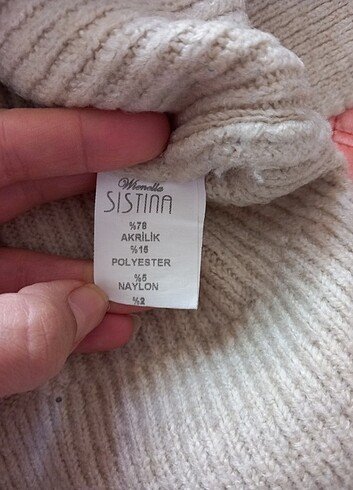 Wienella
SISTINA
%78
AKRİLİK
%15
POLYESTER
%5
NAYLON
%2